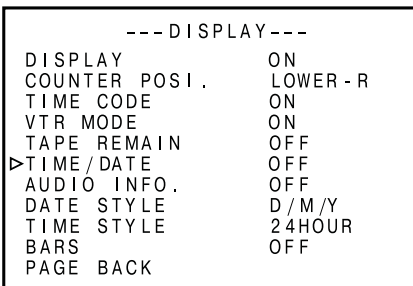 ---DISPLAY---
DISPLAY ON
COUNTER POSI. LOWER-R
TIME CODE ON
VTR MODE ON
TAPE REMAIN OFF
▷TIME/DATE OFF
AUDIO INFO. OFF
DATE STYLE D/M/Y
TIME STYLE 24HOUR
BARS OFF
PAGE BACK